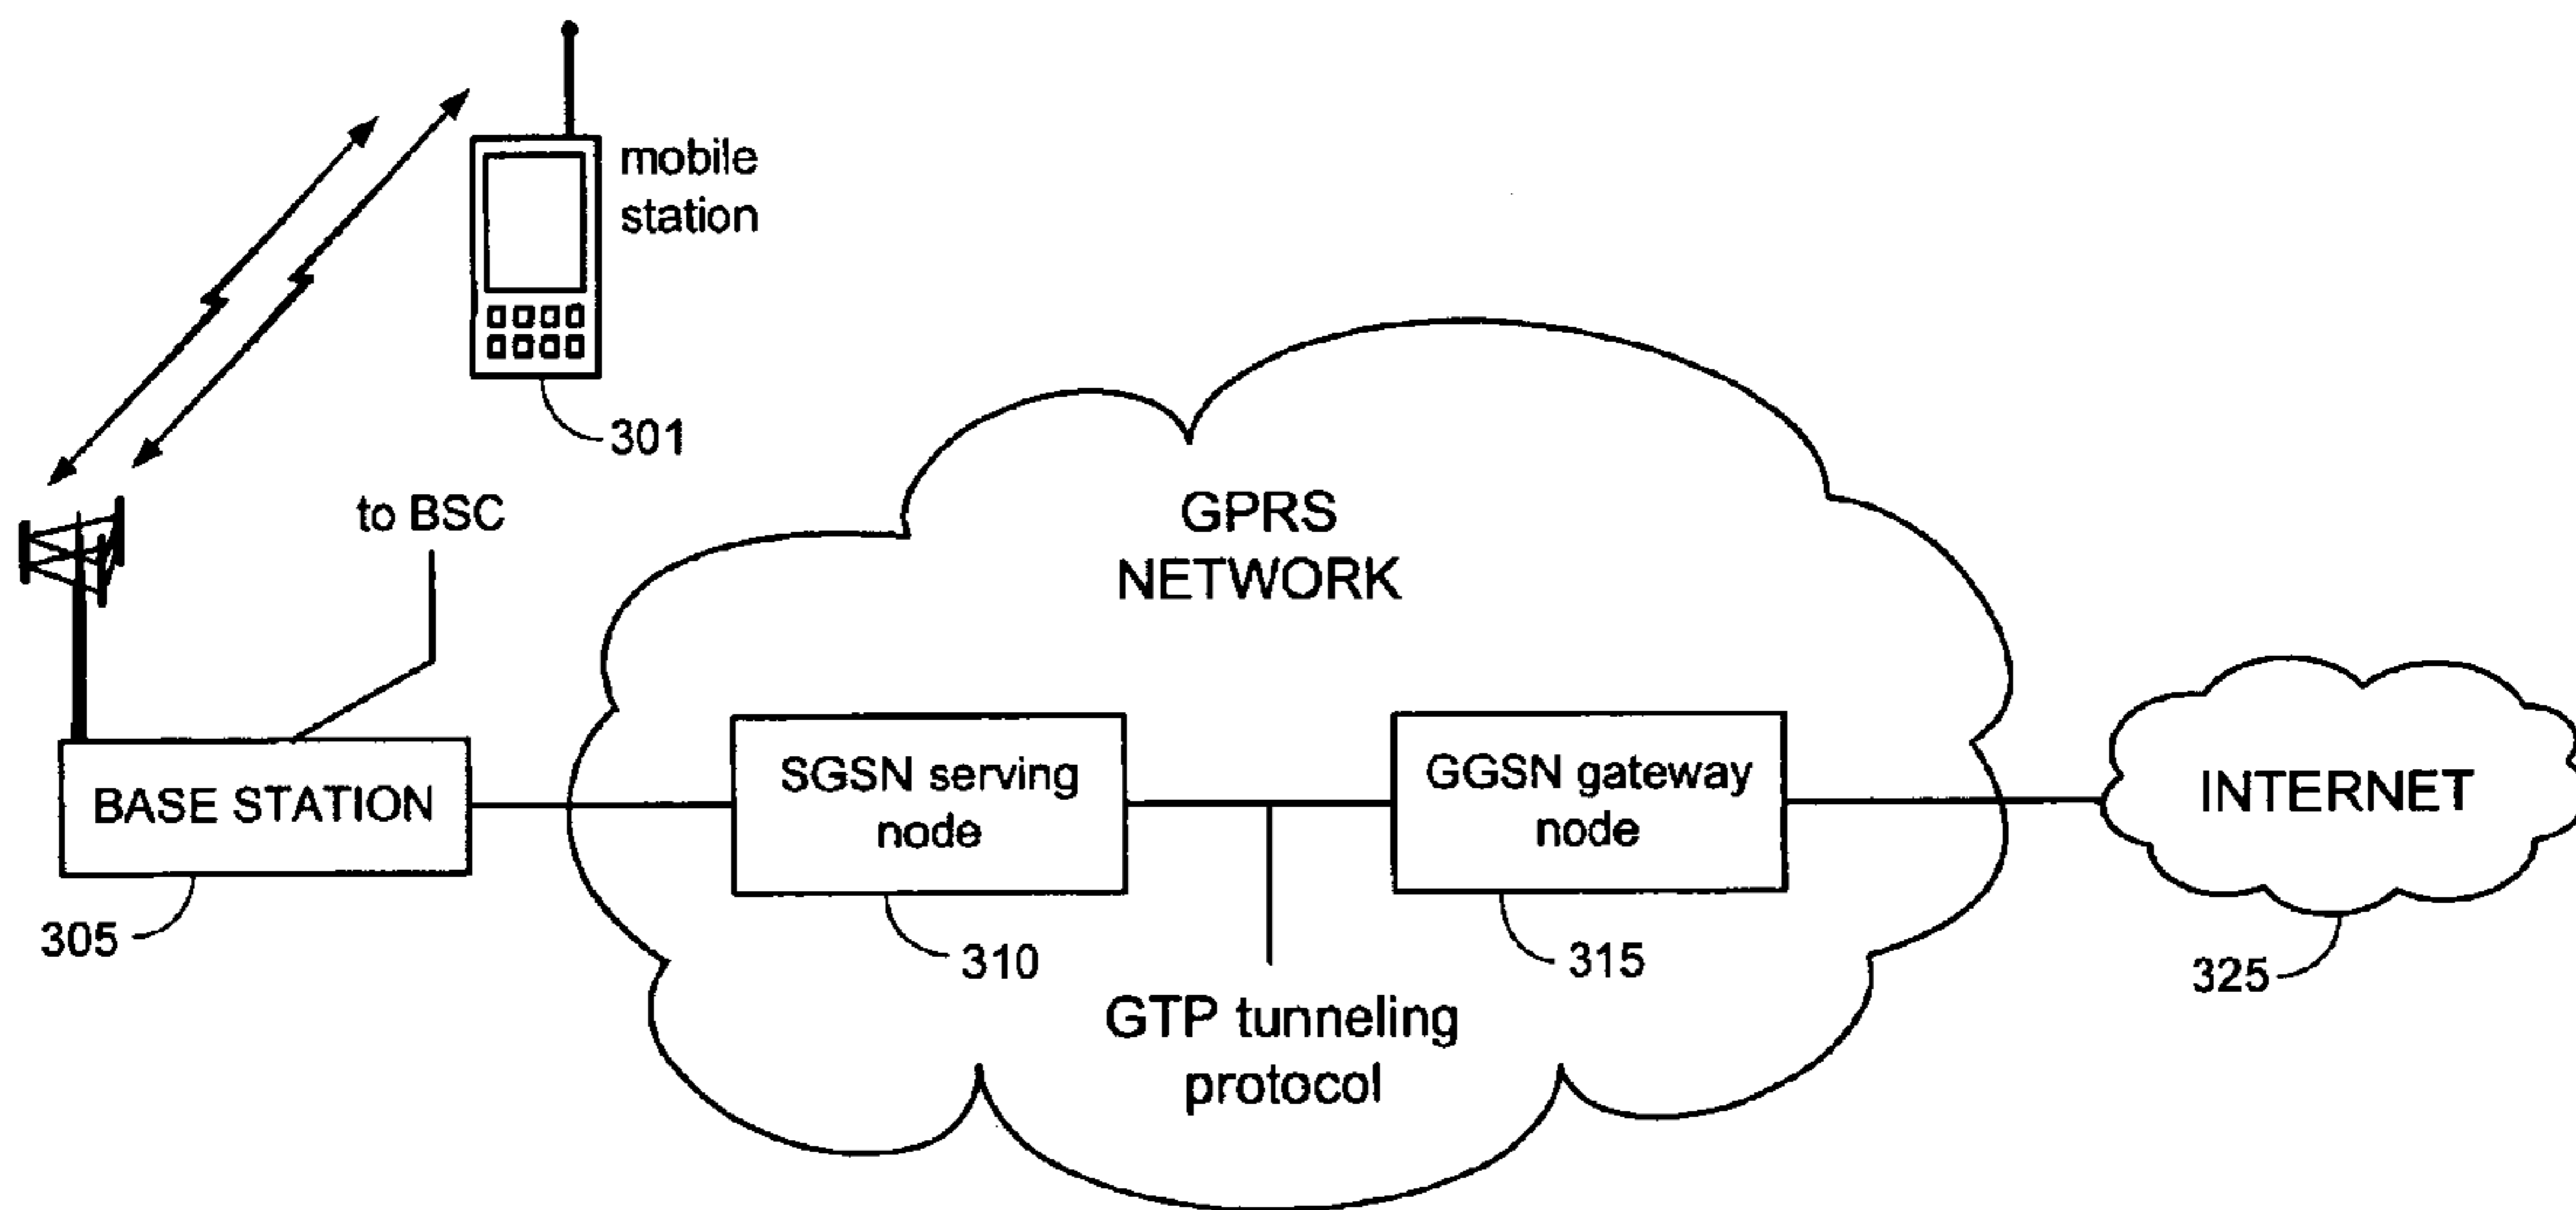 mobile
station
301
to BSC
GPRS
NETWORK
BASE STATION
305
SGSN serving
node
310
GGSN gateway
node
315
GTP tunneling
protocol
INTERNET
325